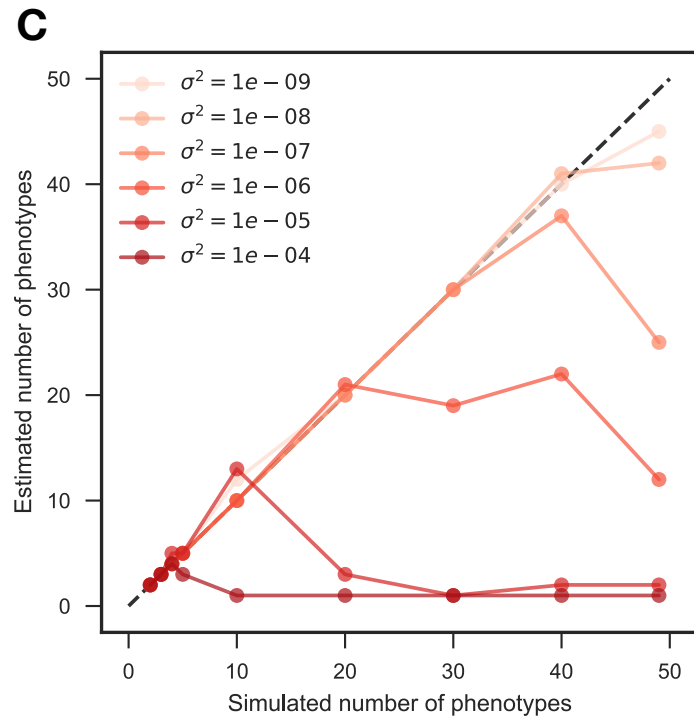 C
50
40
30
20
10
0
Estimated number of phenotypes
σ² = 1e − 09
σ² = 1e − 08
σ² = 1e − 07
σ² = 1e − 06
σ² = 1e − 05
σ² = 1e − 04
0 10 20 30 40 50
Simulated number of phenotypes